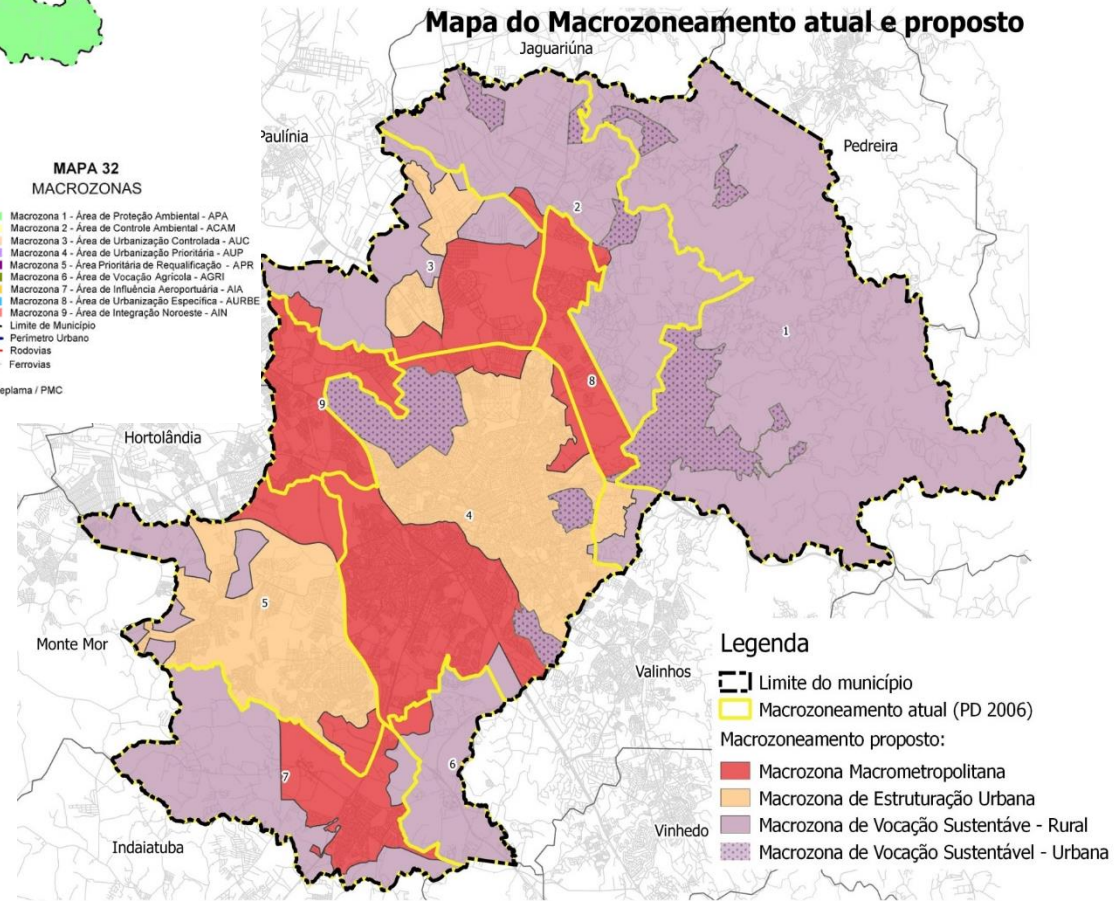 Mapa do Macrozoneamento atual e proposto
Jaguariúna
Paulínia
Pedreira
MAPA 32
MACROZONAS
Macrozona 1 - Área de Proteção Ambiental - APA
Macrozona 2 - Área de Controle Ambiental - ACAM
Macrozona 3 - Área de Urbanização Controlada - AUC
Macrozona 4 - Área de Urbanização Prioritária - AUP
Macrozona 5 - Área Prioritária de Requalificação - APR
Macrozona 6 - Área de Vocação Agrícola - AGRI
Macrozona 7 - Área de Influência Aeroportuária - AIA
Macrozona 8 - Área de Urbanização Específica - AURBE
Macrozona 9 - Área de Integração Noroeste - AIN
Limite de Município
Perímetro Urbano
Rodovias
Ferrovias
eplama / PMC
2
3
1
8
9
Hortolândia
4
5
Monte Mor
Valinhos
6
7
Vinhedo
Indaiatuba
Legenda
Limite do município
Macrozoneamento atual (PD 2006)
Macrozoneamento proposto:
Macrozona Macrometropolitana
Macrozona de Estruturação Urbana
Macrozona de Vocação Sustentáve - Rural
Macrozona de Vocação Sustentável - Urbana